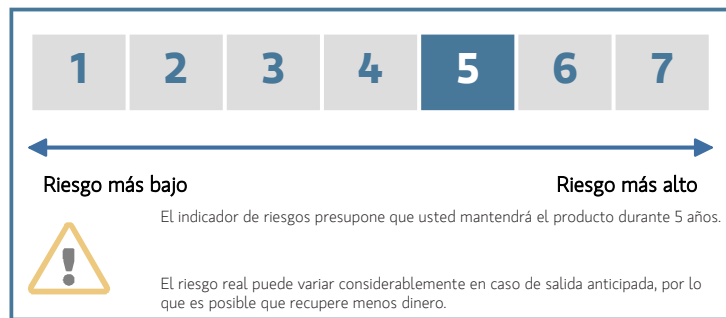 1 2 3 4 5 6 7
Riesgo más bajo Riesgo más alto
El indicador de riesgos presupone que usted mantendrá el producto durante 5 años.
!
El riesgo real puede variar considerablemente en caso de salida anticipada, por lo
que es posible que recupere menos dinero.